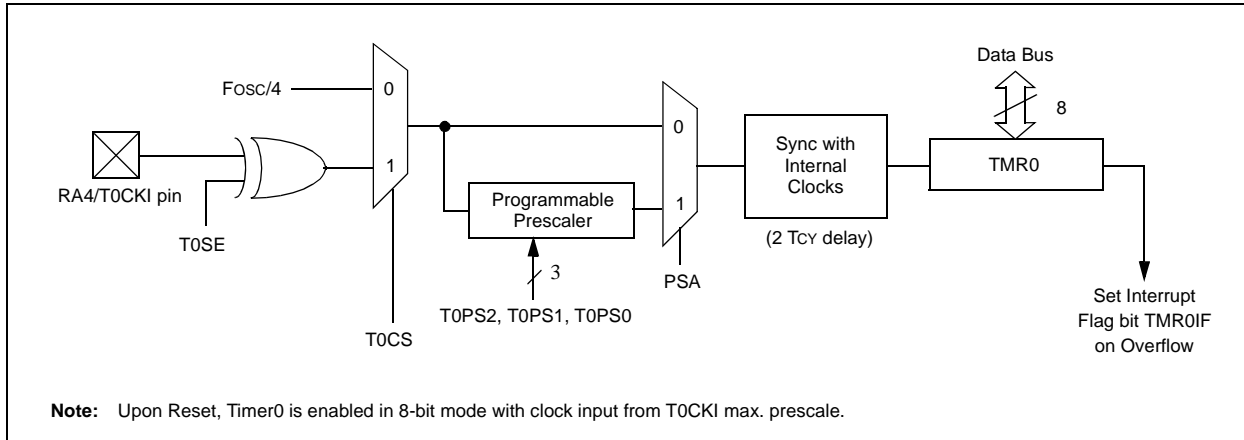 Data Bus
8
FOSC/4
0
1
RA4/T0CKI pin
T0SE
T0CS
Programmable
Prescaler
3
T0PS2, T0PS1, T0PS0
0
1
PSA
Sync with
Internal
Clocks
(2 TCY delay)
TMR0
Set Interrupt
Flag bit TMR0IF
on Overflow
Note: Upon Reset, Timer0 is enabled in 8-bit mode with clock input from T0CKI max. prescale.